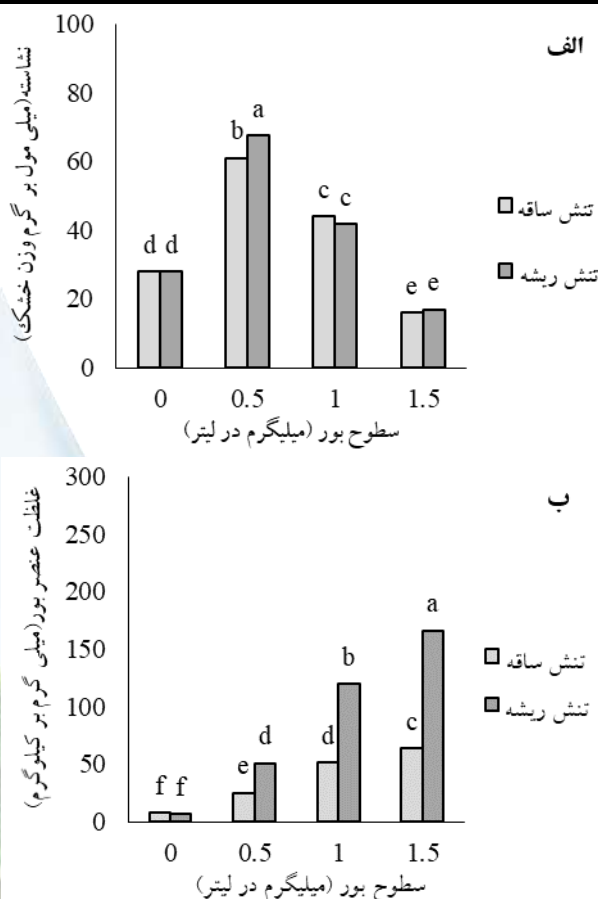 الف
نشاسته(میلی مول بر گرم وزن خشک)
100
80
60
40
20
0
d d
b a
c c
e e
0 0.5 1 1.5
سطوح بور (میلیگرم در لیتر)
تنش ساقه
تنش ریشه
ب
غلظت عنصر بور(میلی گرم بر کیلوگرم)
300
250
200
150
100
50
0
f f
e d
d b
c a
0 0.5 1 1.5
سطوح بور (میلیگرم در لیتر)
تنش ساقه
تنش ریشه